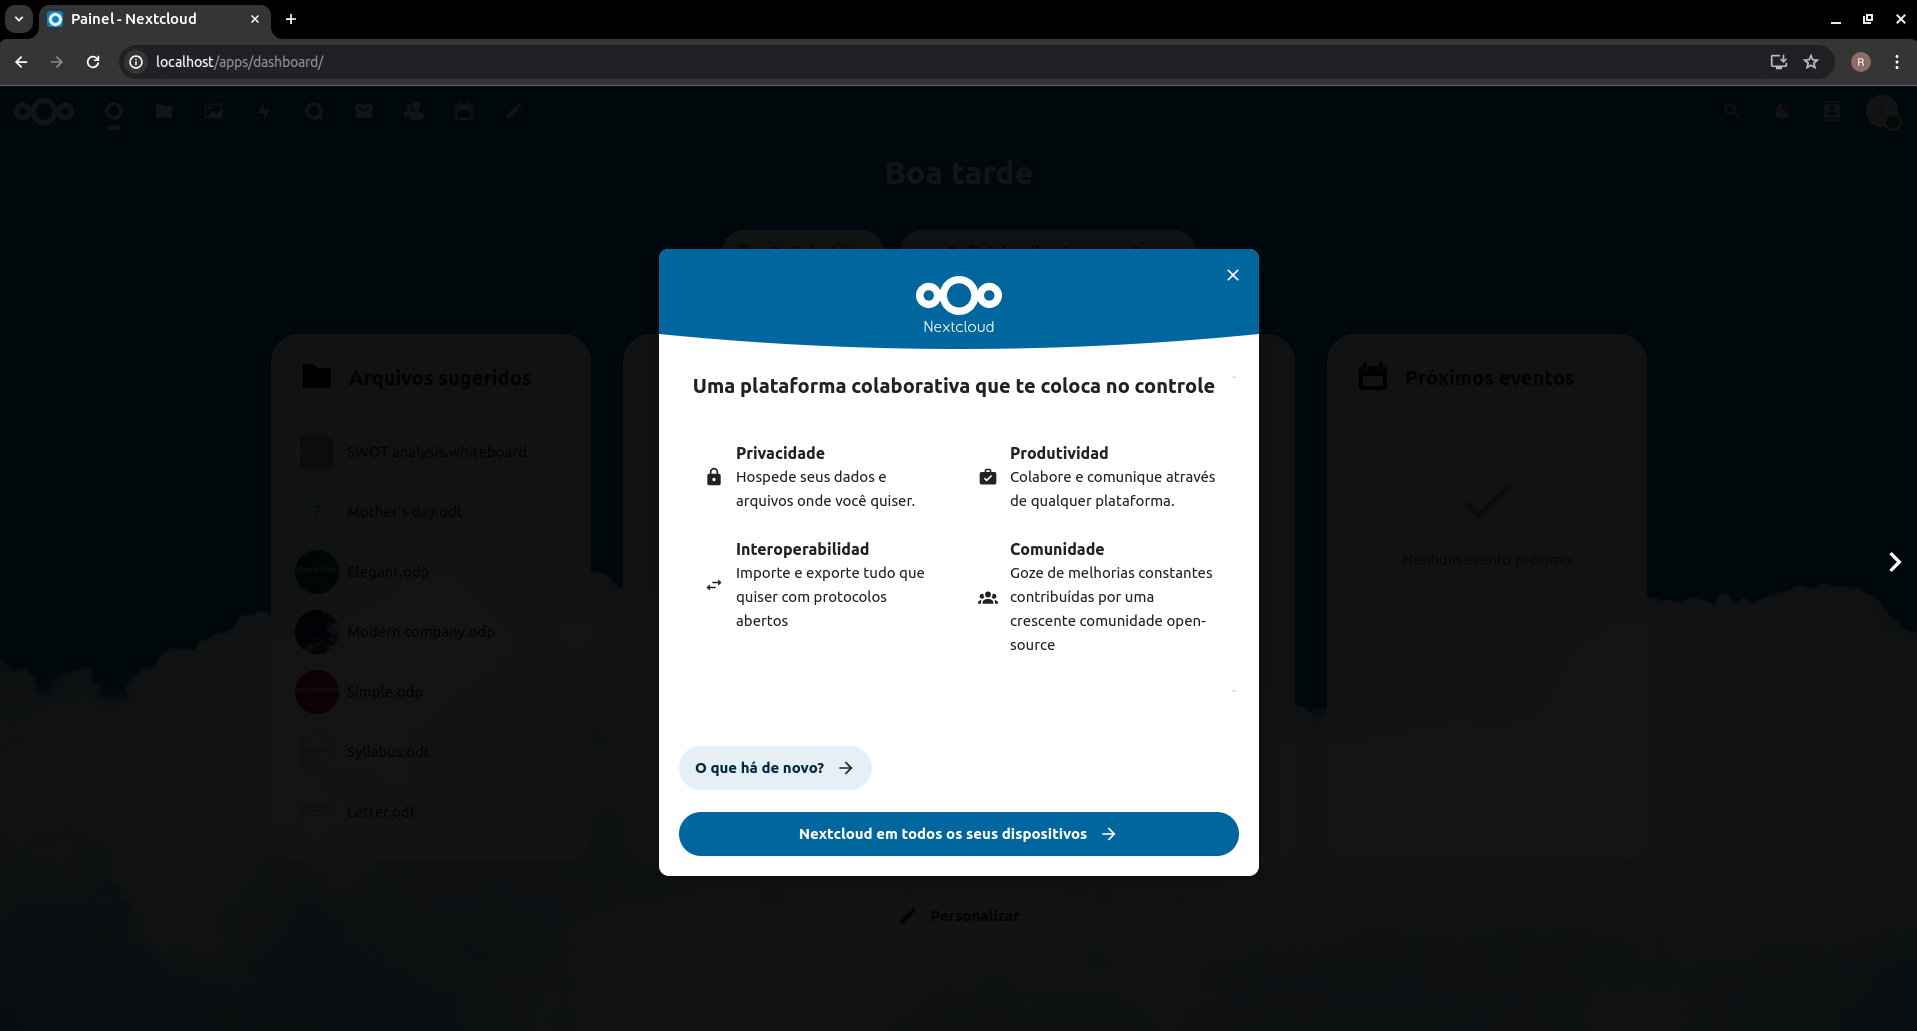 Painel - Nextcloud
localhost/apps/dashboard/
R
Boa tarde
Nextcloud
Uma plataforma colaborativa que te coloca no controle
Privacidade
Hospede seus dados e
arquivos onde você quiser.
Produtividad
Colabore e comunique através
de qualquer plataforma.
Interoperabilidad
Importe e exporte tudo que
quiser com protocolos
abertos
Comunidade
Goze de melhorias constantes
contribuídas por uma
crescente comunidade open-
source
O que há de novo?
Nextcloud em todos os seus dispositivos
Arquivos sugeridos
SWOT analysis.whiteboard
?
Mother's day.odt
Elegant.odp
Modern company.odp
Simple.odp
Syllabus.odt
Letter.odt
Próximos eventos
Nenhum evento próximo
Personalizar